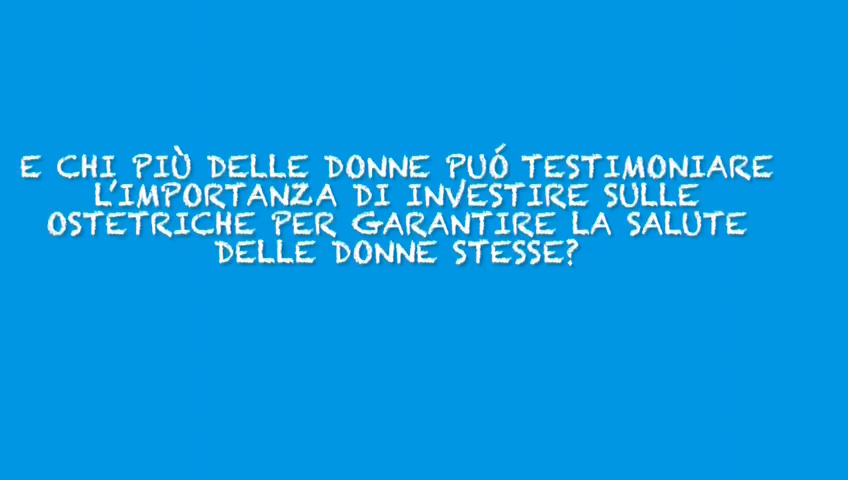 E CHI PIÙ DELLE DONNE PUÓ TESTIMONIARE
L'IMPORTANZA DI INVESTIRE SULLE
OSTETRICHE PER GARANTIRE LA SALUTE
DELLE DONNE STESSE?